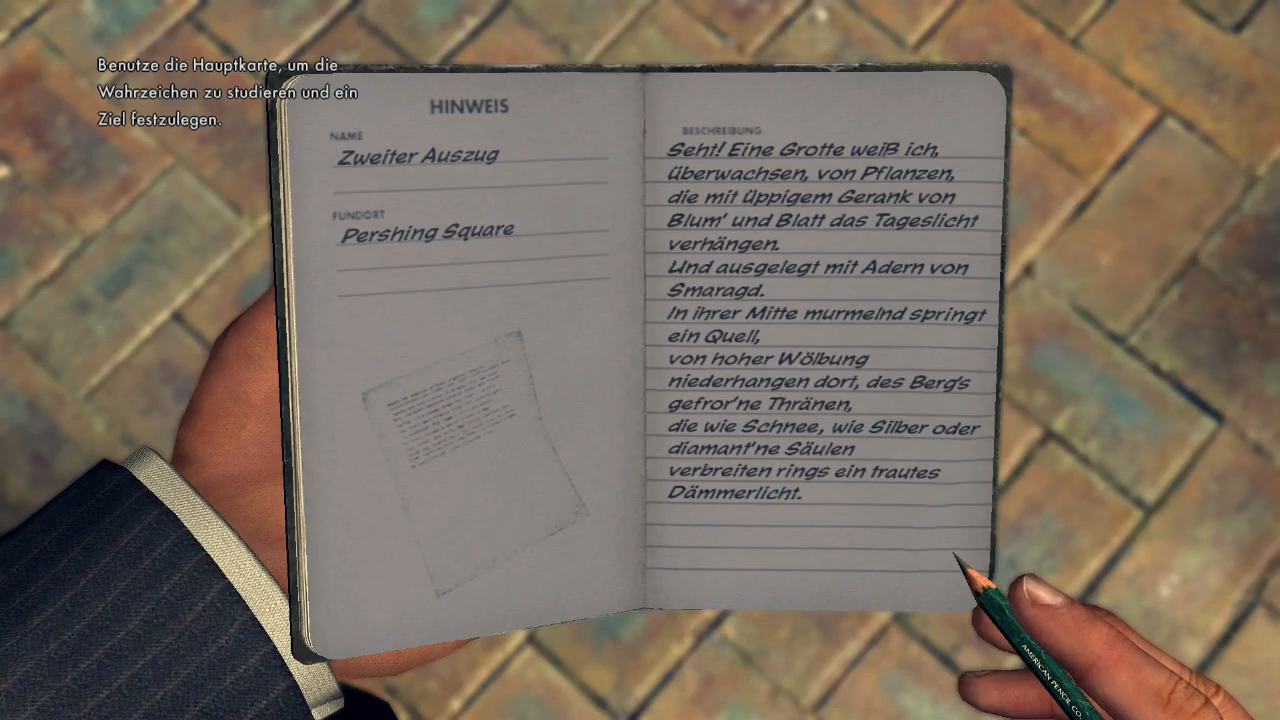 Benutze die Hauptkarte, um die
Wahrzeichen zu studieren und ein
Ziel festzulegen.
HINWEIS
NAME
Zweiter Auszug
FUNDORT
Pershing Square
BESCHREIBUNG
Seht! Eine Grotte weiß ich,
überwachsen, von Pflanzen,
die mit üppigem Gerank von
Blum' und Blatt das Tageslicht
verhängen.
Und ausgelegt mit Adern von
Smaragd.
In ihrer Mitte murmelnd springt
ein Quell,
von hoher Wölbung
niederhangen dort, des Berg's
gefror'ne Thränen,
die wie Schnee, wie Silber oder
diamant'ne Säulen
verbreiten rings ein trautes
Dämmerlicht.
AMERICAN PENCIL CO.